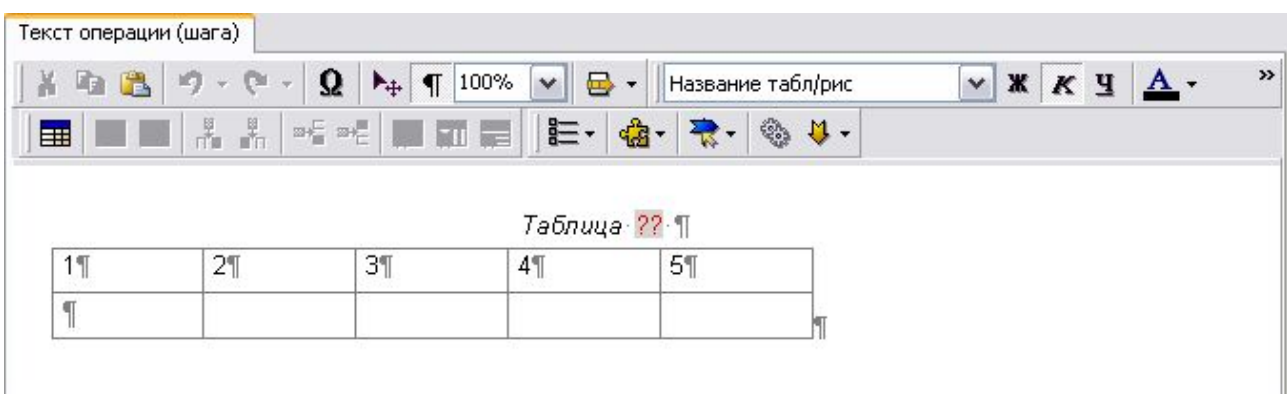 Текст операции (шага)
Ω ¶ 100% Название табл/рис Ж К Ч A »
Таблица ?? ¶
1¶ 2¶ 3¶ 4¶ 5¶
¶ ¶